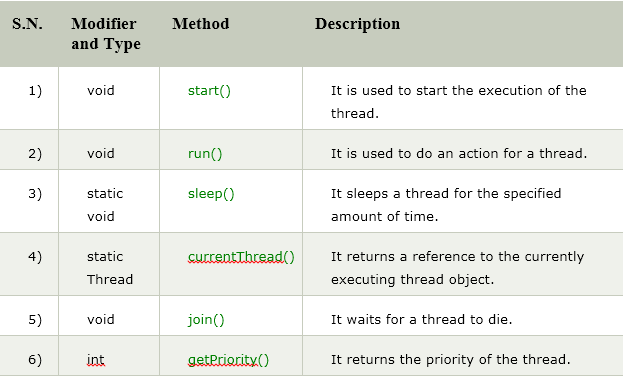 S.N. Modifier and Type Method Description
1) void start() It is used to start the execution of the thread.
2) void run() It is used to do an action for a thread.
3) static void sleep() It sleeps a thread for the specified amount of time.
4) static Thread currentThread() It returns a reference to the currently executing thread object.
5) void join() It waits for a thread to die.
6) int getPriority() It returns the priority of the thread.